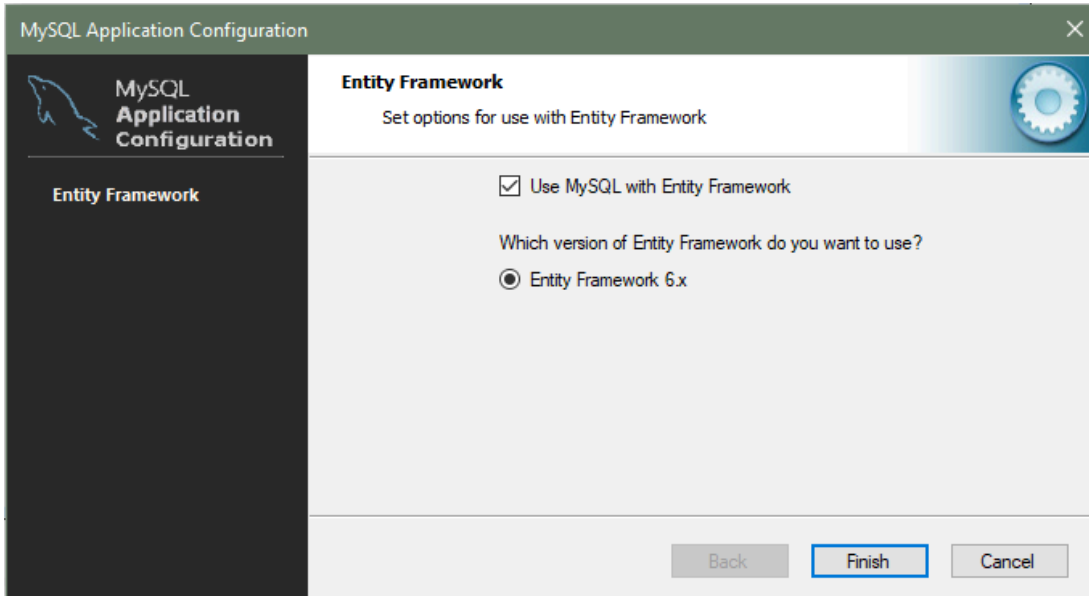 MySQL Application Configuration
MySQL
Application
Configuration
Entity Framework
Entity Framework
Set options for use with Entity Framework
Use MySQL with Entity Framework
Which version of Entity Framework do you want to use?
Entity Framework 6.x
Back
Finish
Cancel